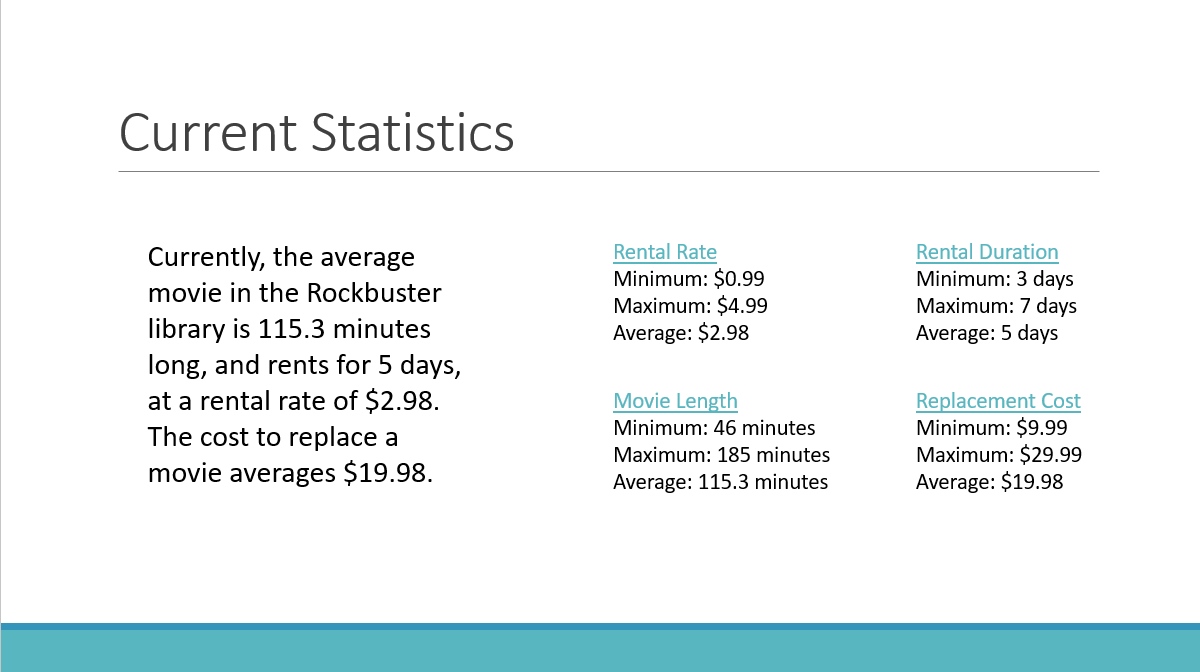 Current Statistics
Currently, the average
movie in the Rockbuster
library is 115.3 minutes
long, and rents for 5 days,
at a rental rate of $2.98.
The cost to replace a
movie averages $19.98.
Rental Rate
Minimum: $0.99
Maximum: $4.99
Average: $2.98
Rental Duration
Minimum: 3 days
Maximum: 7 days
Average: 5 days
Movie Length
Minimum: 46 minutes
Maximum: 185 minutes
Average: 115.3 minutes
Replacement Cost
Minimum: $9.99
Maximum: $29.99
Average: $19.98